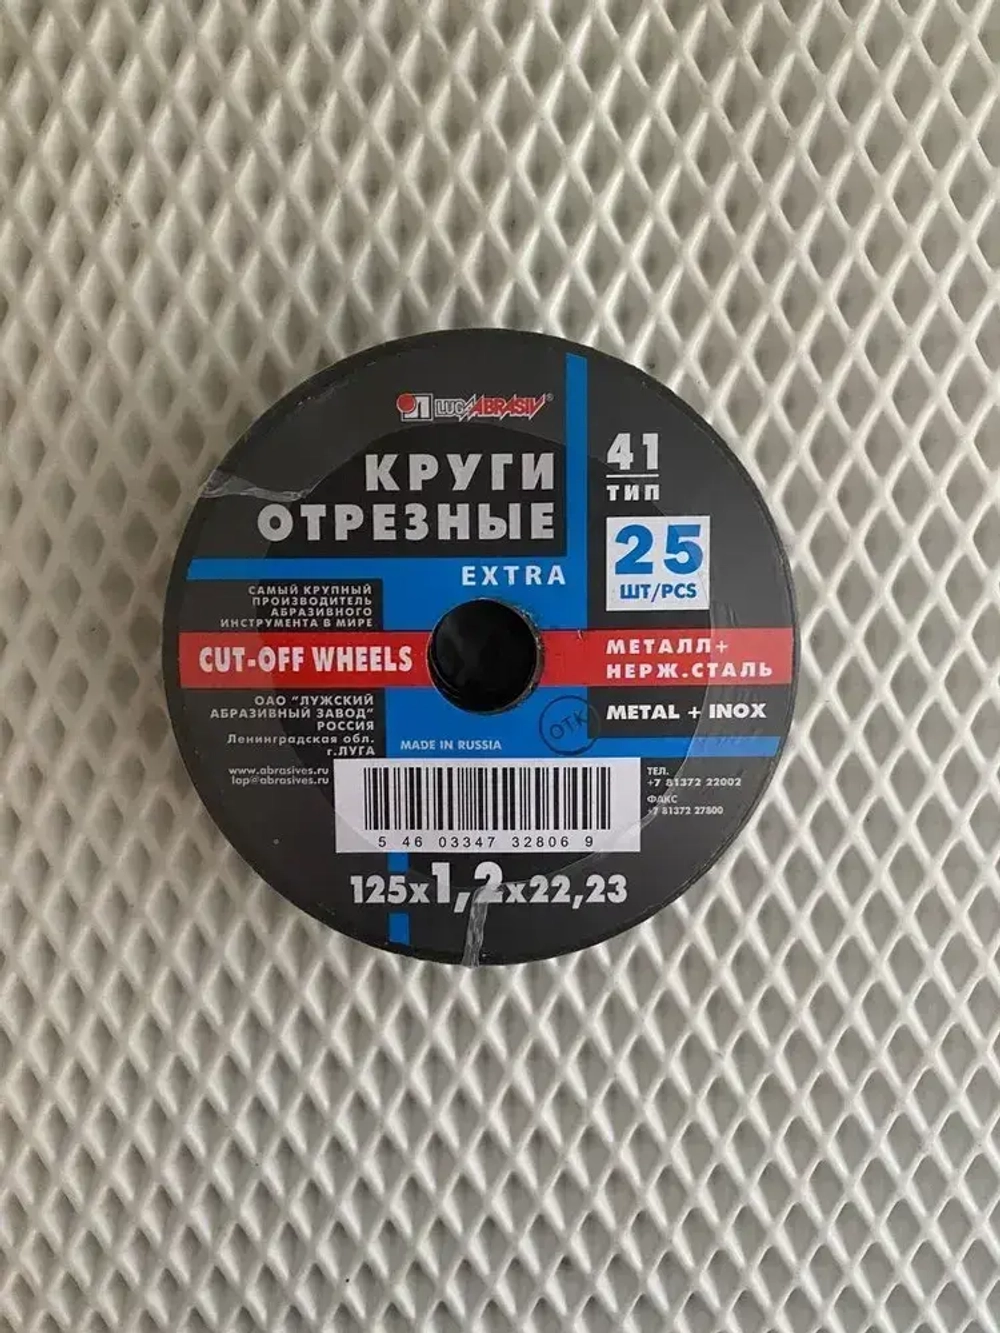 LUGAABRASIV®
КРУГИ
ОТРЕЗНЫЕ
EXTRA
41
ТИП
25
ШТ/PCS
САМЫЙ КРУПНЫЙ
ПРОИЗВОДИТЕЛЬ
АБРАЗИВНОГО
ИНСТРУМЕНТА В МИРЕ
CUT-OFF WHEELS
МЕТАЛЛ+
НЕРЖ.СТАЛЬ
METAL + INOX
ОАО "ЛУЖСКИЙ
АБРАЗИВНЫЙ ЗАВОД"
РОССИЯ
Ленинградская обл.
г.ЛУГА
ОТК
MADE IN RUSSIA
www.abrasives.ru
lap@abrasives.ru
ТЕЛ.
+7 81372 22002
ФАКС
+7 81372 27800
5 46 03347 32806 9
125x1,2x22,23